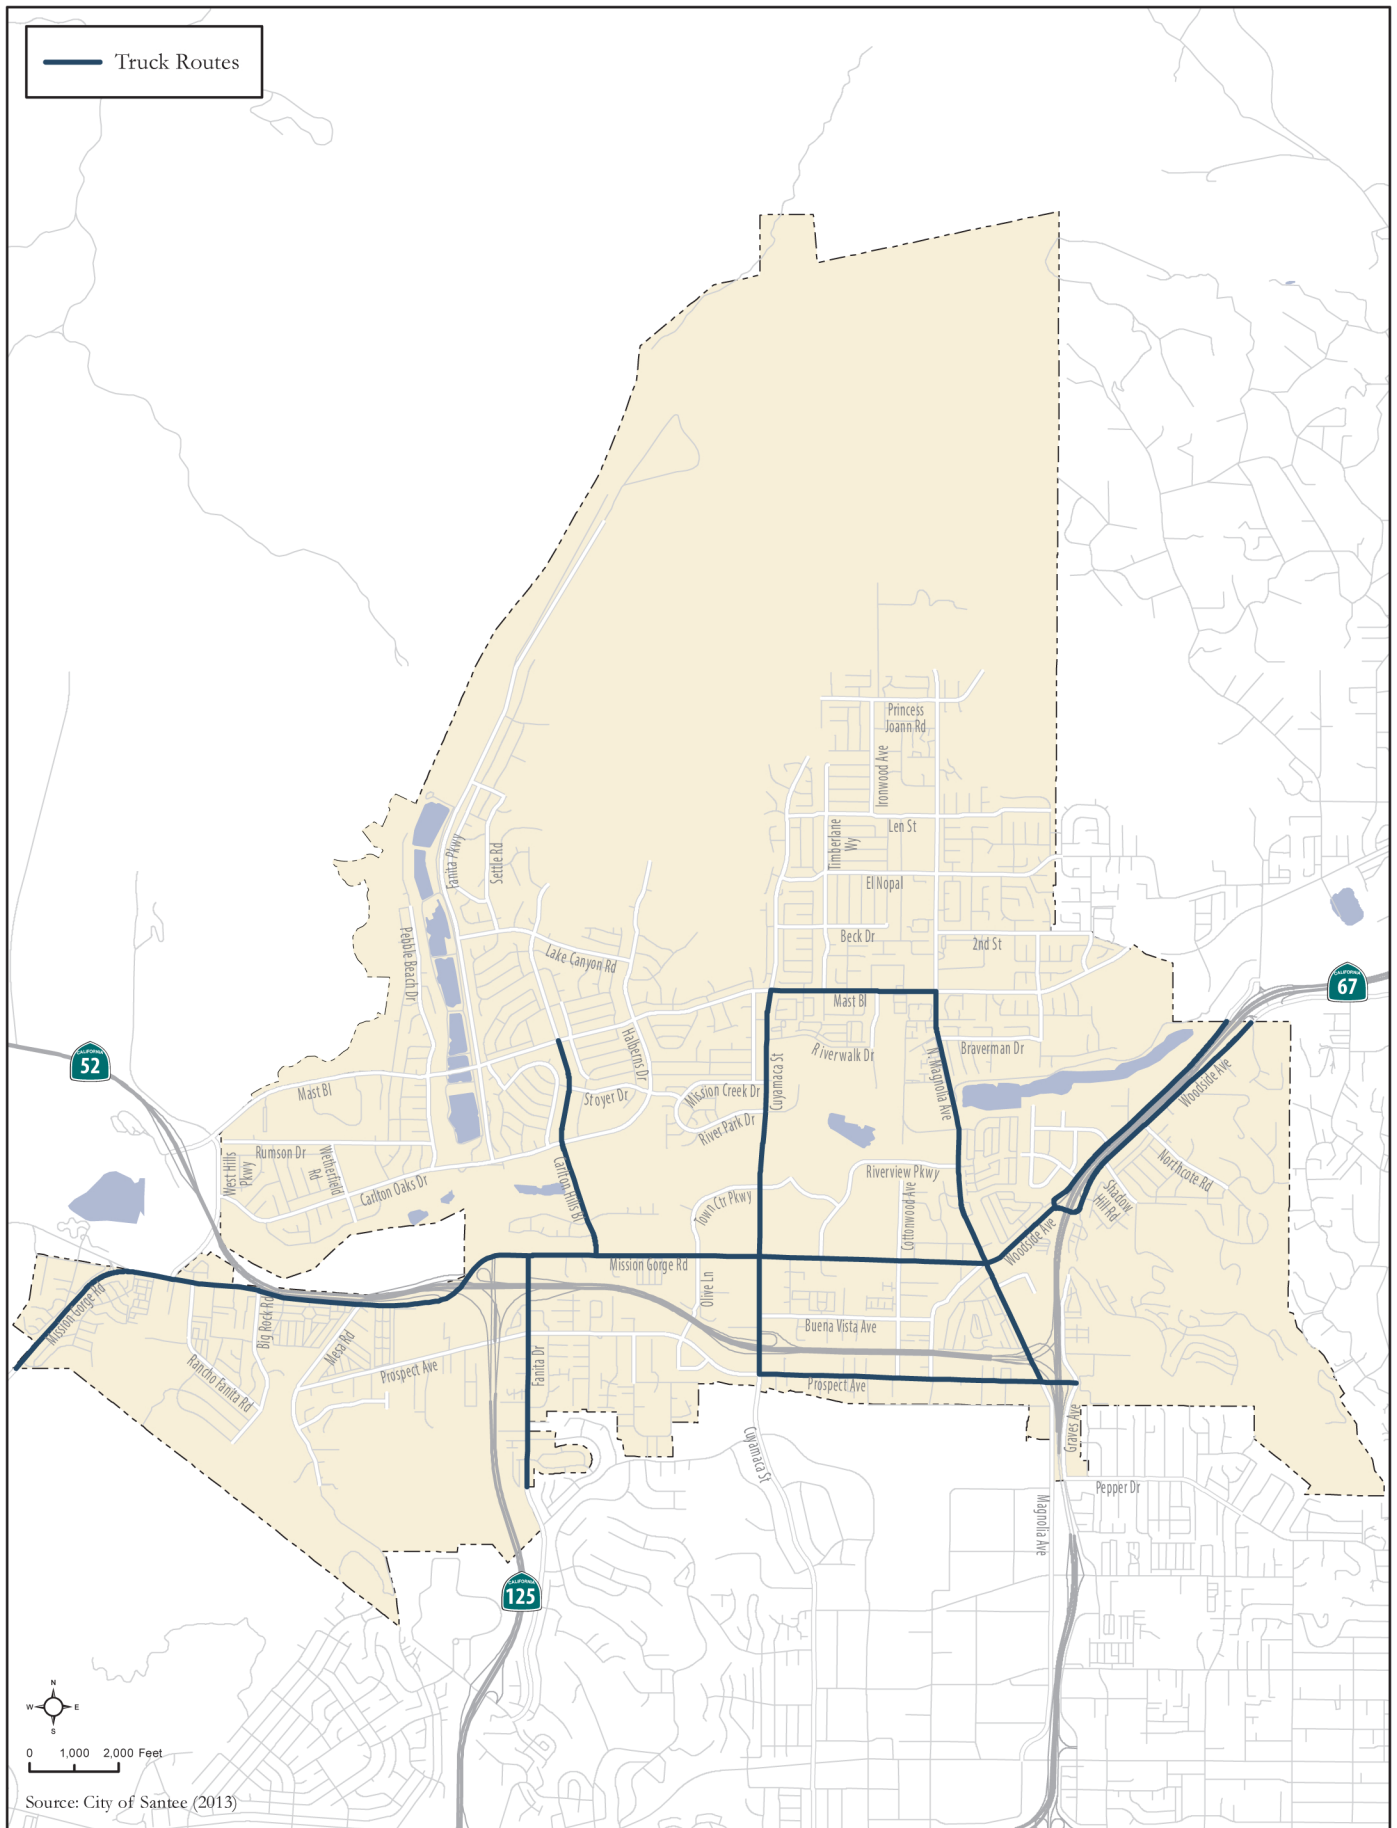 Truck Routes
Princess
Joann Rd
Ironwood Ave
Len St
Timberlane
Wy
Fanita Pkwy
Settle Rd
El Nopal
Beck Dr
2nd St
Pebble Beach Dr
Lake Canyon Rd
CALIFORNIA
67
Mast Bl
CALIFORNIA
52
Halberns Dr
Riverwalk Dr
Braverman Dr
N. Magnolia Ave
Cuyamaca St
Woodside Ave
Mast Bl
Stoyer Dr
Mission Creek Dr
River Park Dr
Rumson Dr
West Hills
Pkwy
Wetherfield
Rd
Carlton Oaks Dr
Carlton Hills Bl
Riverview Pkwy
Northcote Rd
Shadow
Hill Rd
Town Ctr Pkwy
Cottonwood Ave
Woodside Ave
Mission Gorge Rd
Olive Ln
Mission Gorge Rd
Big Rock Rd
Mesa Rd
Buena Vista Ave
Rancho Fanita Rd
Prospect Ave
Fanita Dr
Prospect Ave
Graves Ave
Cuyamaca St
Pepper Dr
Magnolia Ave
CALIFORNIA
125
N
W E
S
0 1,000 2,000 Feet
Source: City of Santee (2013)